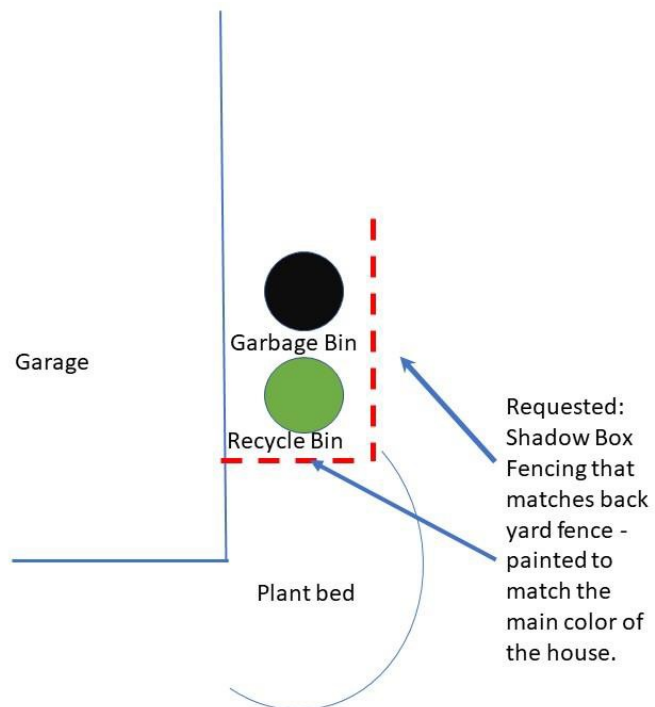 Garbage Bin
Garage
Recycle Bin
Requested:
Shadow Box
Fencing that
matches back
yard fence -
painted to
match the
main color of
the house.
Plant bed